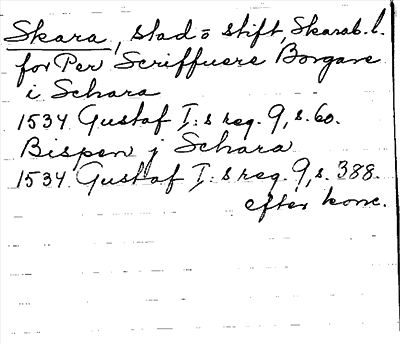 Skara, stad o stift, Skarab. l.
for Per Scriffuere Borgare
i Schara
1534 Gustaf I:s reg. 9, s. 60.
Bispen j Schara
1534 Gustaf I:s reg. 9, s. 388.
efter konc.